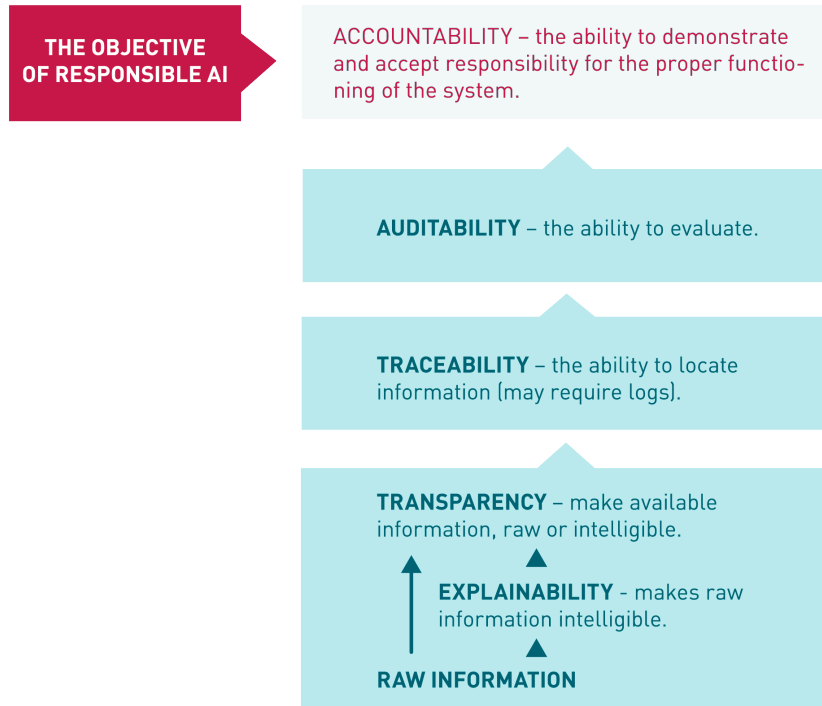 THE OBJECTIVE
OF RESPONSIBLE AI
ACCOUNTABILITY – the ability to demonstrate
and accept responsibility for the proper functio-
ning of the system.
AUDITABILITY – the ability to evaluate.
TRACEABILITY – the ability to locate
information (may require logs).
TRANSPARENCY – make available
information, raw or intelligible.
EXPLAINABILITY - makes raw
information intelligible.
RAW INFORMATION